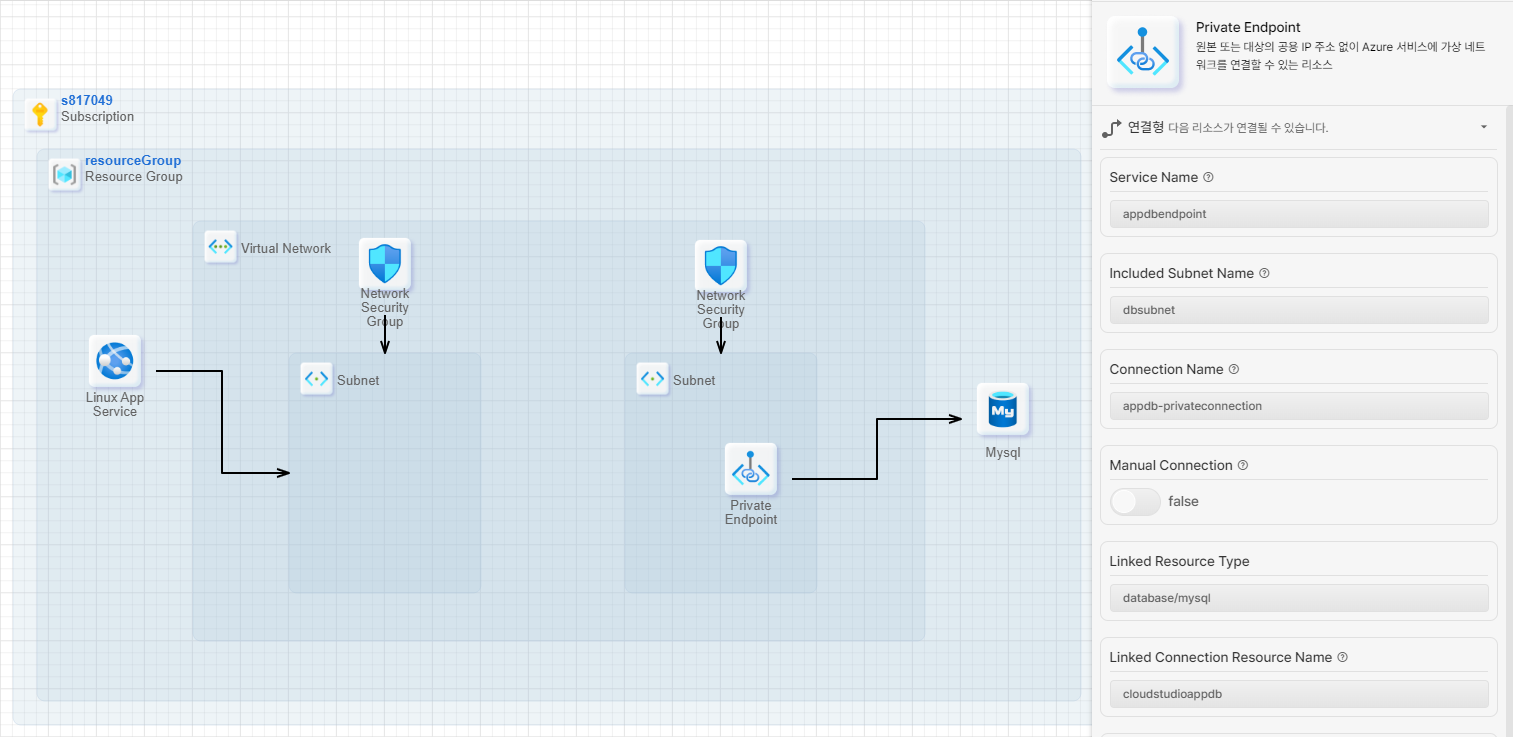 s817049
Subscription
resourceGroup
Resource Group
Virtual Network
Network
Security
Group
Network
Security
Group
Linux App
Service
Subnet
Subnet
My
Mysql
Private
Endpoint
Private Endpoint
원본 또는 대상의 공용 IP 주소 없이 Azure 서비스에 가상 네트
워크를 연결할 수 있는 리소스
연결형 다음 리소스가 연결될 수 있습니다.
Service Name
appdbendpoint
Included Subnet Name
dbsubnet
Connection Name
appdb-privateconnection
Manual Connection
false
Linked Resource Type
database/mysql
Linked Connection Resource Name
cloudstudioappdb